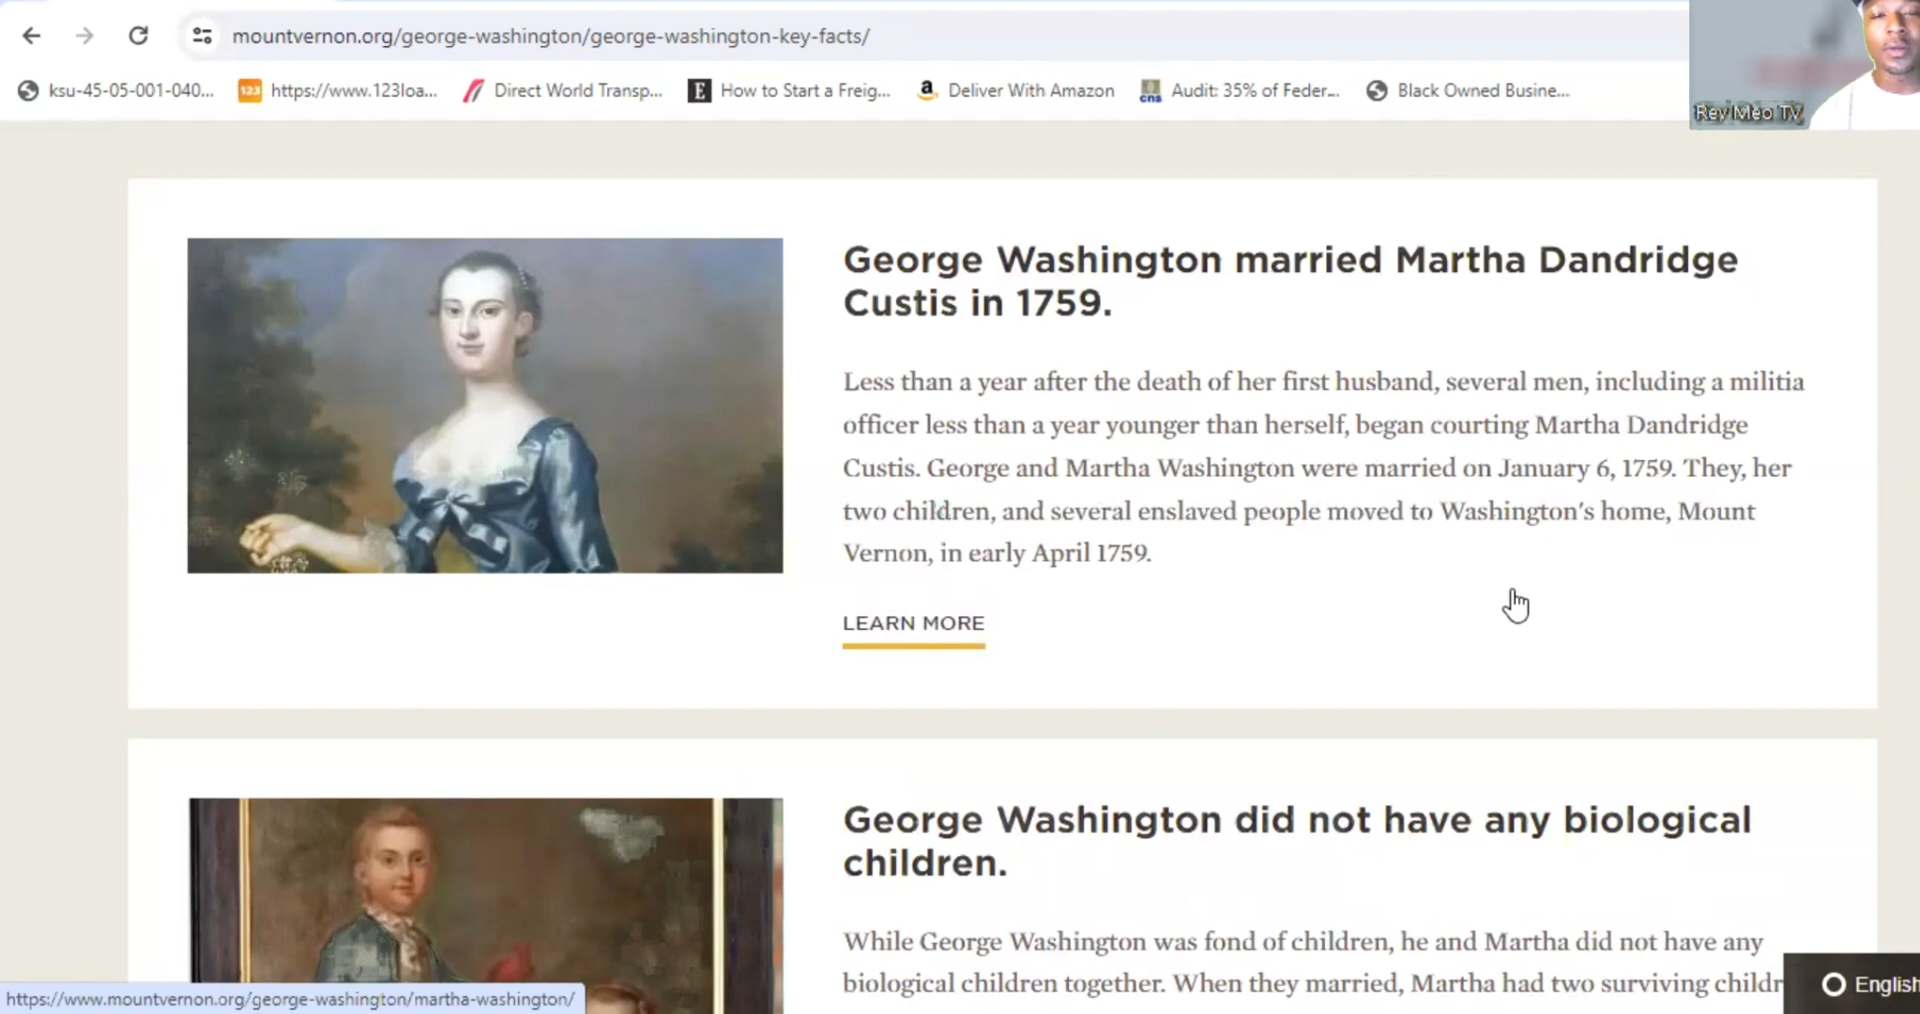 mountvernon.org/george-washington/george-washington-key-facts/
ksu-45-05-001-040... 123 https://www.123loa... Direct World Transp... E How to Start a Freig... a Deliver With Amazon cns Audit: 35% of Feder... Black Owned Busine...
Rev Meo TV
George Washington married Martha Dandridge
Custis in 1759.
Less than a year after the death of her first husband, several men, including a militia
officer less than a year younger than herself, began courting Martha Dandridge
Custis. George and Martha Washington were married on January 6, 1759. They, her
two children, and several enslaved people moved to Washington's home, Mount
Vernon, in early April 1759.
LEARN MORE
George Washington did not have any biological
children.
While George Washington was fond of children, he and Martha did not have any
biological children together. When they married, Martha had two surviving childr
https://www.mountvernon.org/george-washington/martha-washington/
English